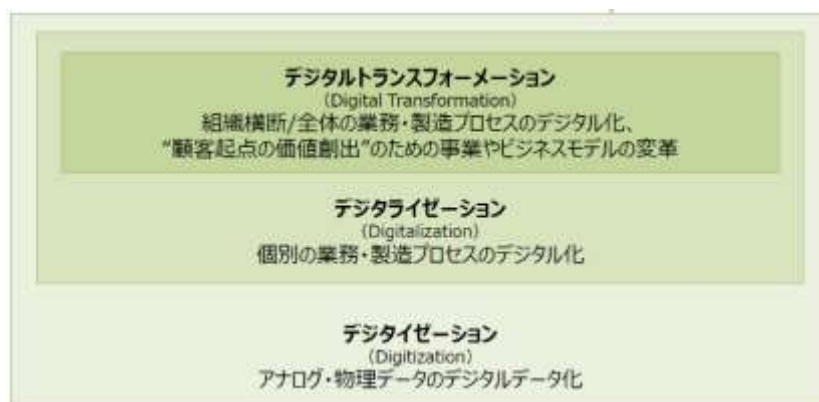 デジタルトランスフォーメーション
(Digital Transformation)
組織横断/全体の業務・製造プロセスのデジタル化、
“顧客起点の価値創出”のための事業やビジネスモデルの変革
デジタライゼーション
(Digitalization)
個別の業務・製造プロセスのデジタル化
デジタイゼーション
(Digitization)
アナログ・物理データのデジタルデータ化